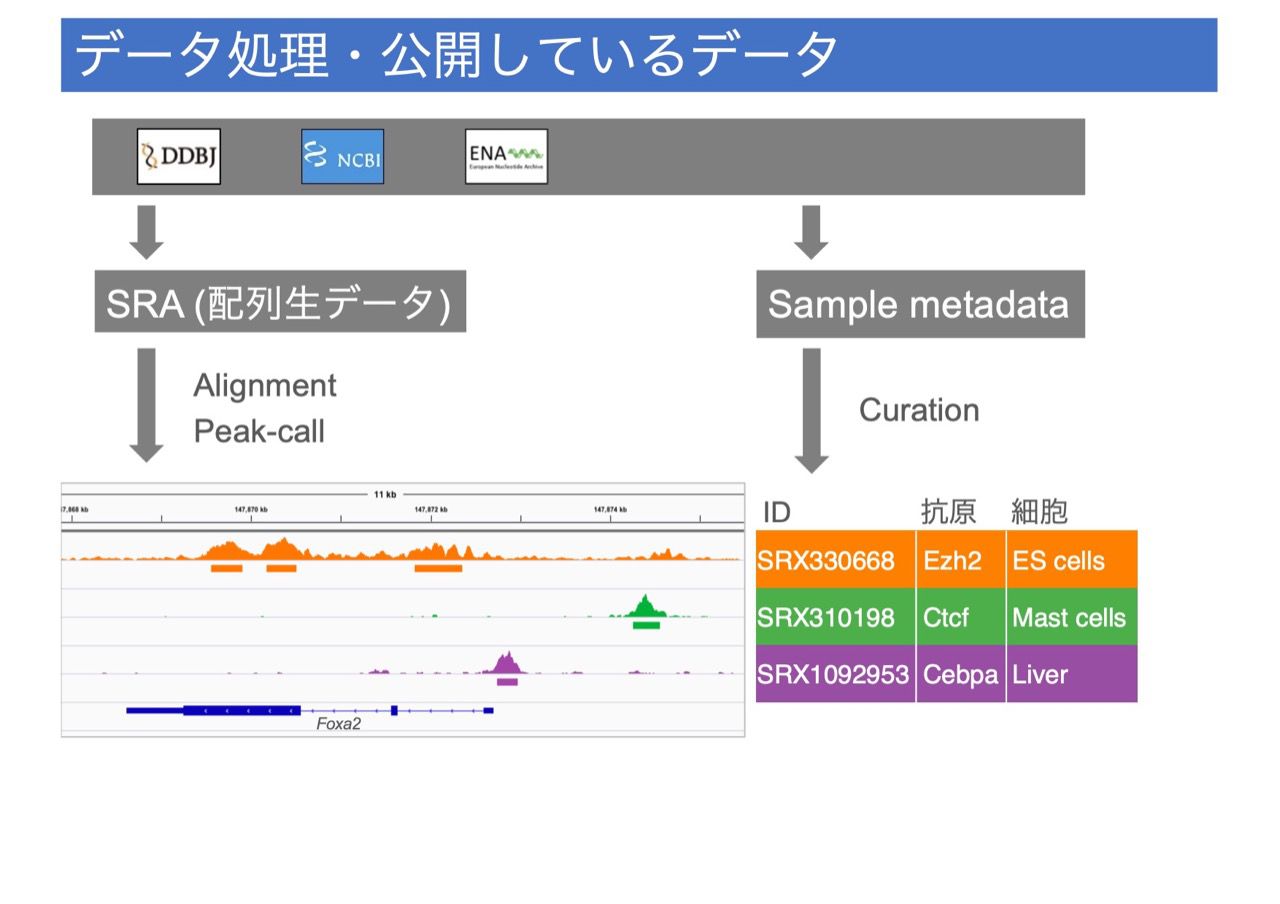 データ処理・公開しているデータ
DDBJ
NCBI
ENA
European Nucleotide Archive
SRA (配列生データ)
Sample metadata
Alignment
Peak-call
Curation
11 kb
7,868 kb 147,870 kb 147,872 kb 147,874 kb
Foxa2
ID 抗原 細胞
SRX330668 Ezh2 ES cells
SRX310198 Ctcf Mast cells
SRX1092953 Cebpa Liver